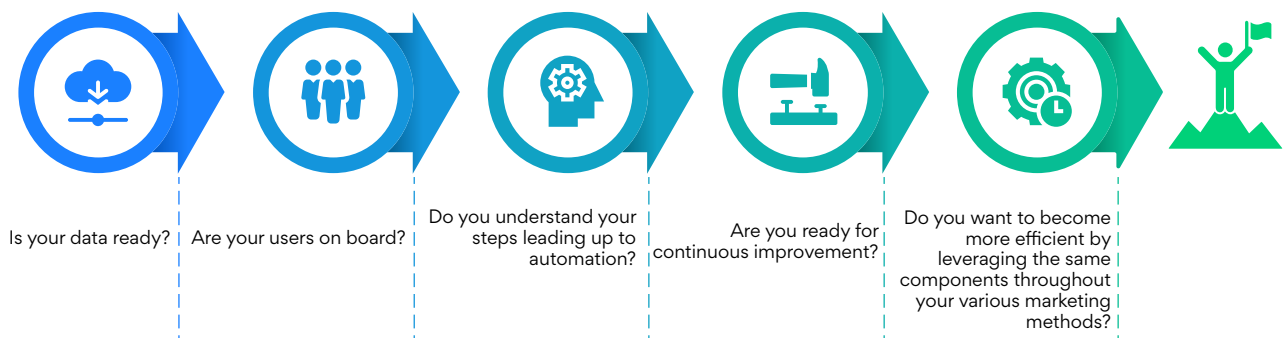 Is your data ready?
Are your users on board?
Do you understand your
steps leading up to
automation?
Are you ready for
continuous improvement?
Do you want to become
more efficient by
leveraging the same
components throughout
your various marketing
methods?